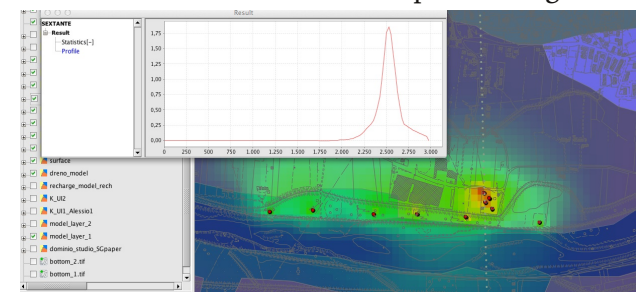 Result
SEXTANTE
Result
Statistics[-]
Profile
1,75
1,50
1,25
1,00
0,75
0,50
0,25
0,00
0 250 500 750 1.000 1.250 1.500 1.750 2.000 2.250 2.500 2.750 3.000
surface
dreno_model
recharge_model_rech
K_Ul2
K_Ul1_Alessio1
model_layer_2
model_layer_1
dominio_studio_SGpaper
bottom_2.tif
bottom_1.tif